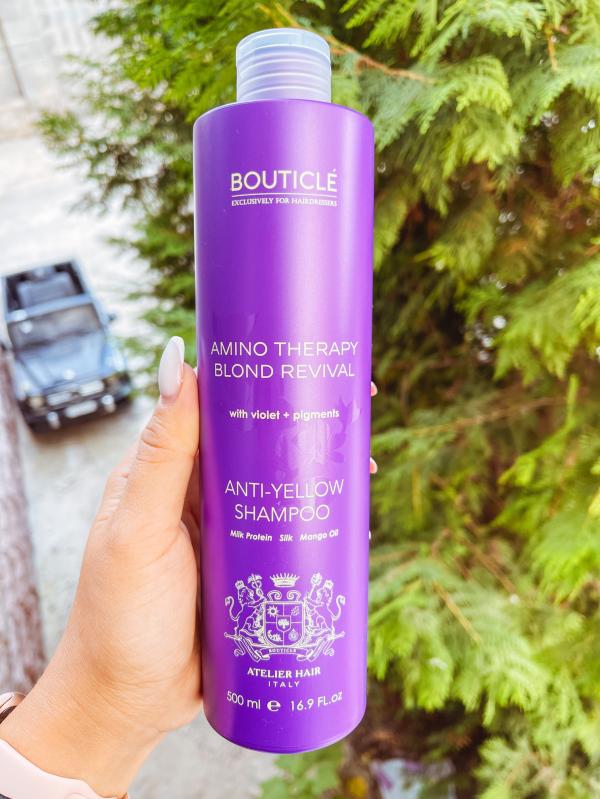 BOUTICLÉ
EXCLUSIVELY FOR HAIRDRESSERS
AMINO THERAPY
BLOND REVIVAL
with violet + pigments
ANTI-YELLOW
SHAMPOO
Milk Protein Silk Mango Oil
BOUTICLÉ
ATELIER HAIR
ITALY
500 ml e 16.9 FL.oz